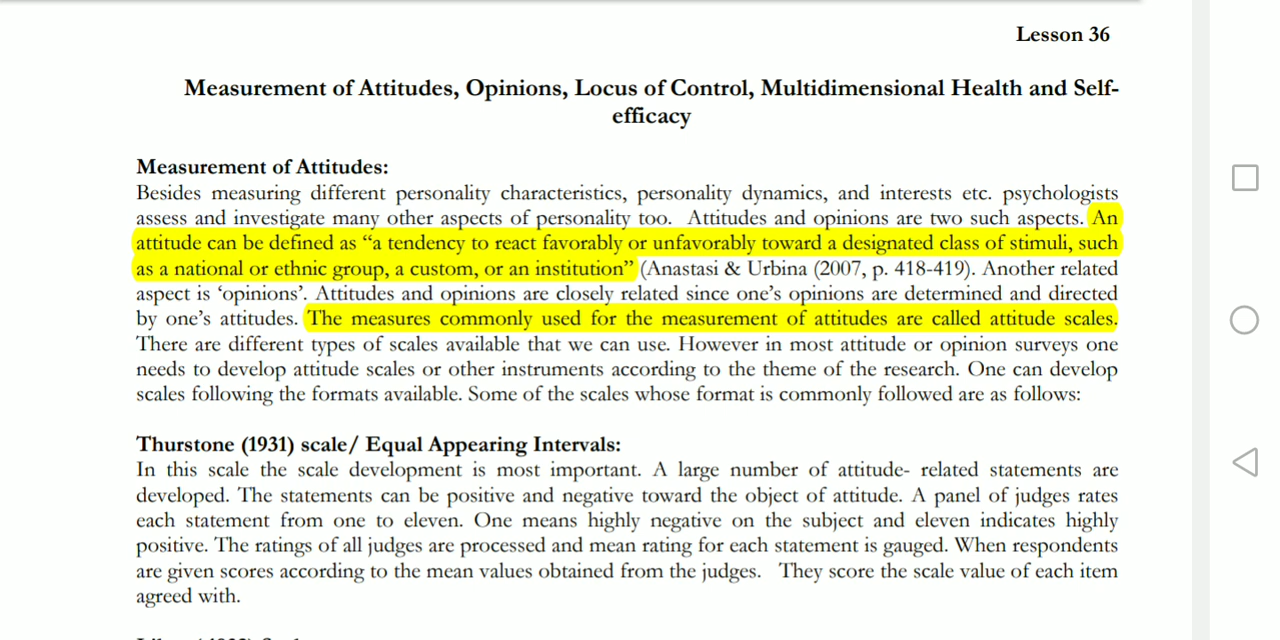 Lesson 36
Measurement of Attitudes, Opinions, Locus of Control, Multidimensional Health and Self-
efficacy
Measurement of Attitudes:
Besides measuring different personality characteristics, personality dynamics, and interests etc. psychologists
assess and investigate many other aspects of personality too. Attitudes and opinions are two such aspects. An
attitude can be defined as “a tendency to react favorably or unfavorably toward a designated class of stimuli, such
as a national or ethnic group, a custom, or an institution” (Anastasi & Urbina (2007, p. 418-419). Another related
aspect is ‘opinions’. Attitudes and opinions are closely related since one’s opinions are determined and directed
by one’s attitudes. The measures commonly used for the measurement of attitudes are called attitude scales.
There are different types of scales available that we can use. However in most attitude or opinion surveys one
needs to develop attitude scales or other instruments according to the theme of the research. One can develop
scales following the formats available. Some of the scales whose format is commonly followed are as follows:
Thurstone (1931) scale/ Equal Appearing Intervals:
In this scale the scale development is most important. A large number of attitude- related statements are
developed. The statements can be positive and negative toward the object of attitude. A panel of judges rates
each statement from one to eleven. One means highly negative on the subject and eleven indicates highly
positive. The ratings of all judges are processed and mean rating for each statement is gauged. When respondents
are given scores according to the mean values obtained from the judges. They score the scale value of each item
agreed with.